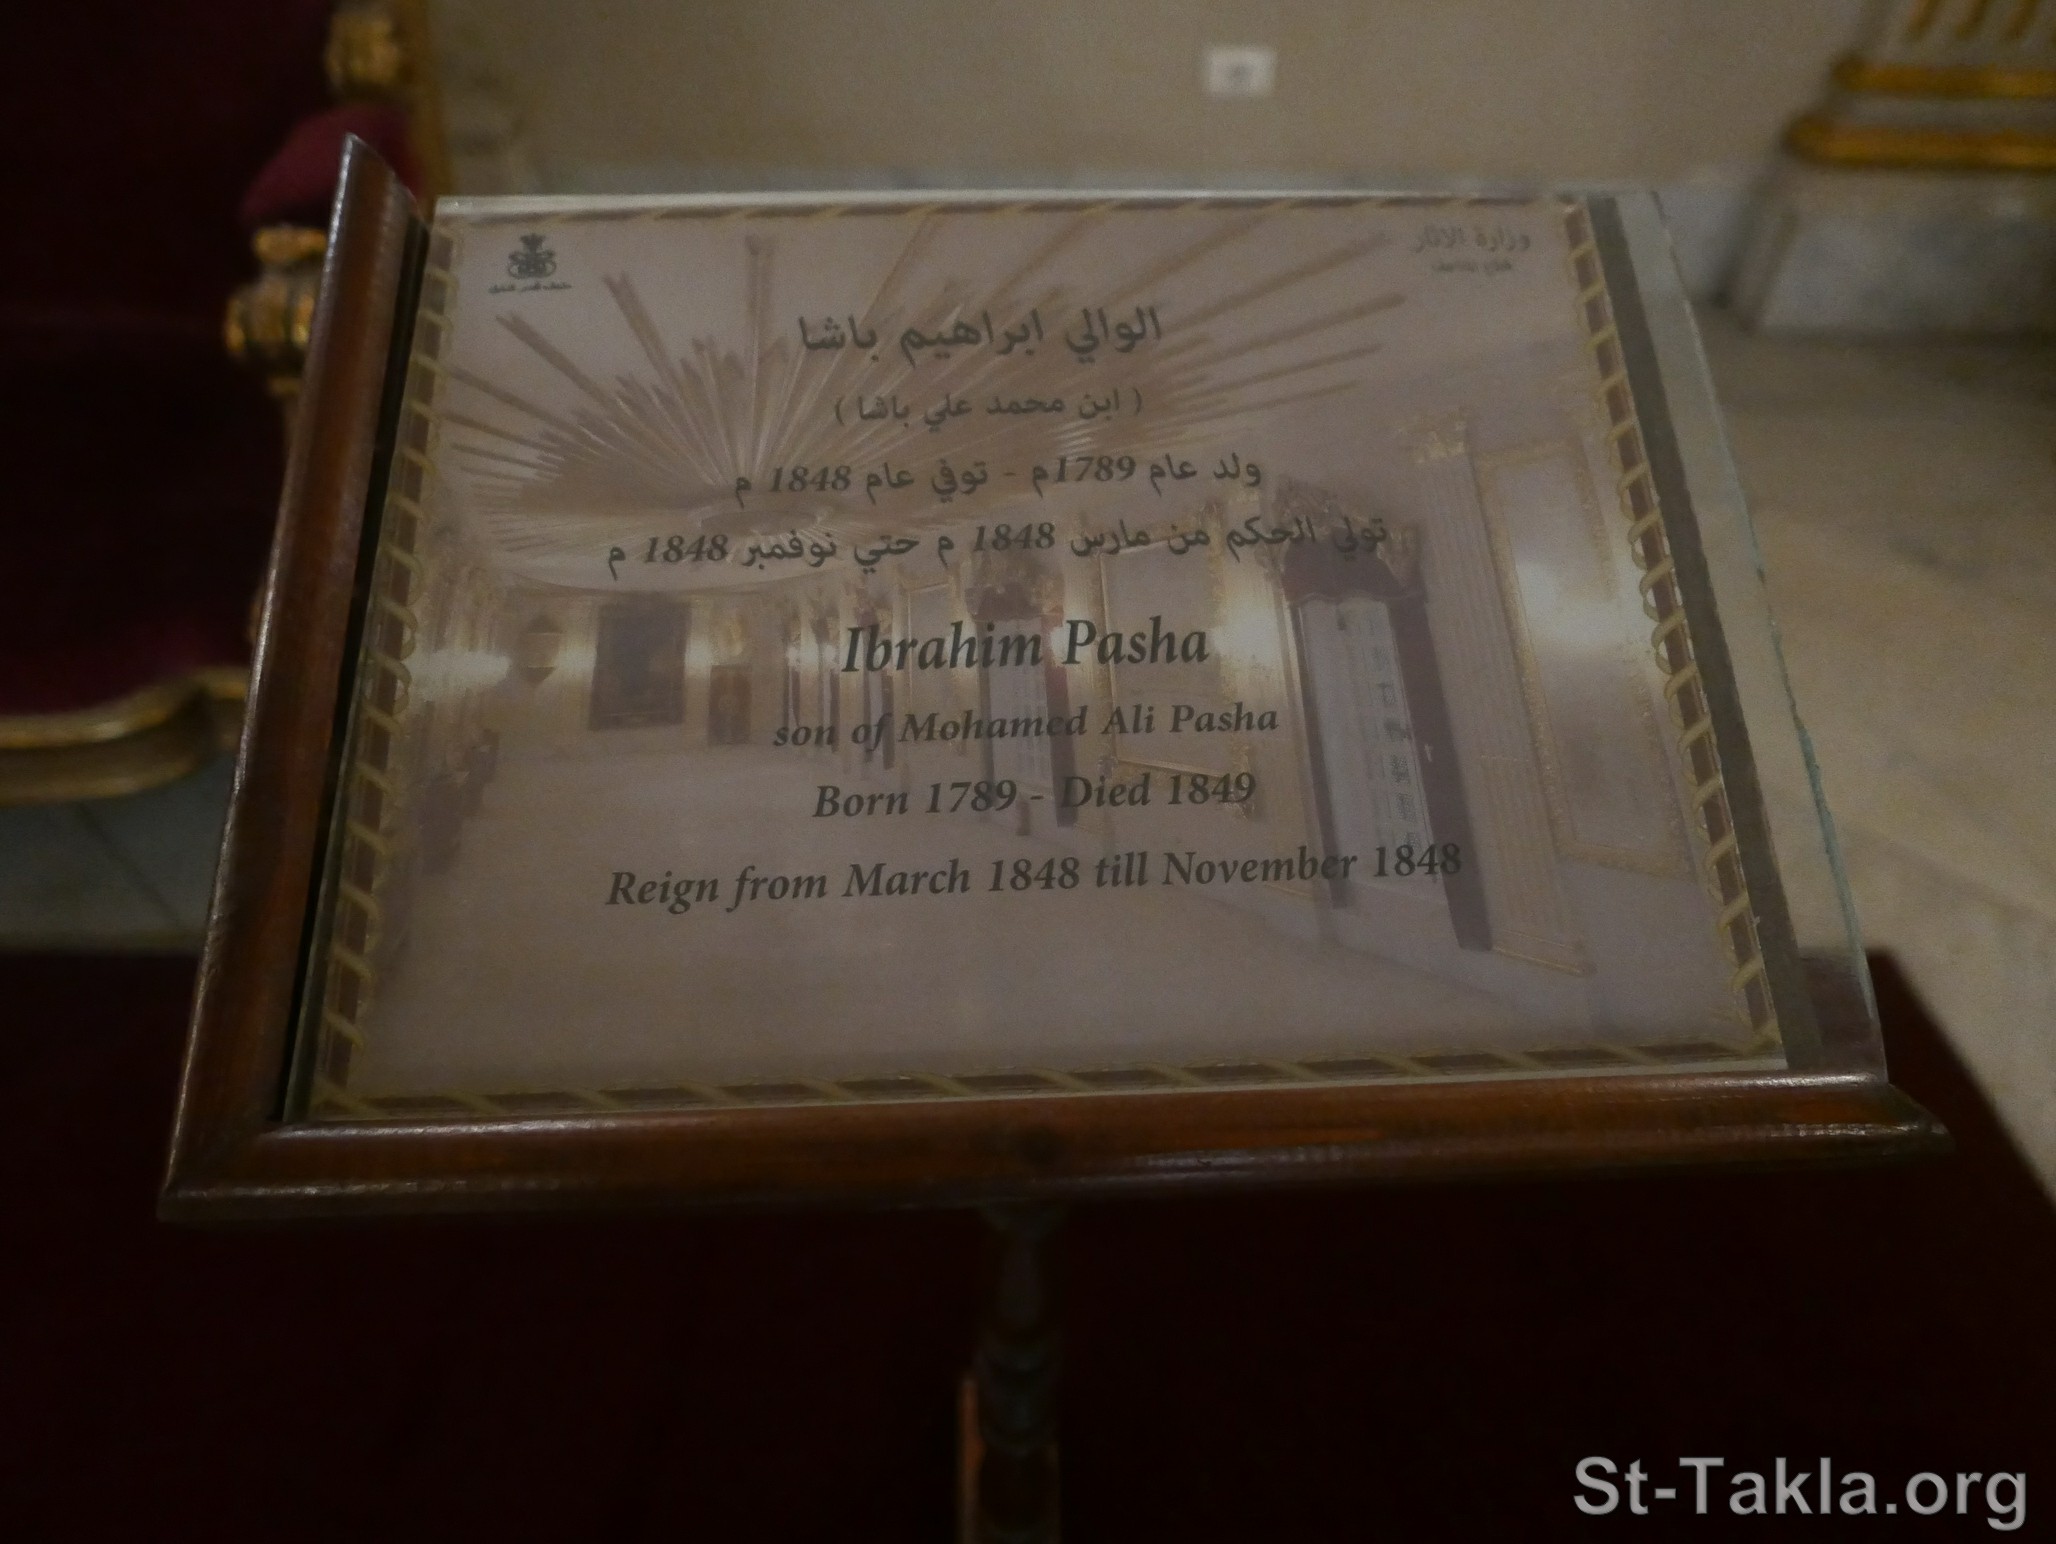 وزارة الآثار
الوالي ابراهيم باشا
( ابن محمد علي باشا )
ولد عام 1789م - توفي عام 1848 م
تولي الحكم من مارس 1848 م حتي نوفمبر 1848 م
Ibrahim Pasha
son of Mohamed Ali Pasha
Born 1789 - Died 1849
Reign from March 1848 till November 1848
St-Takla.org